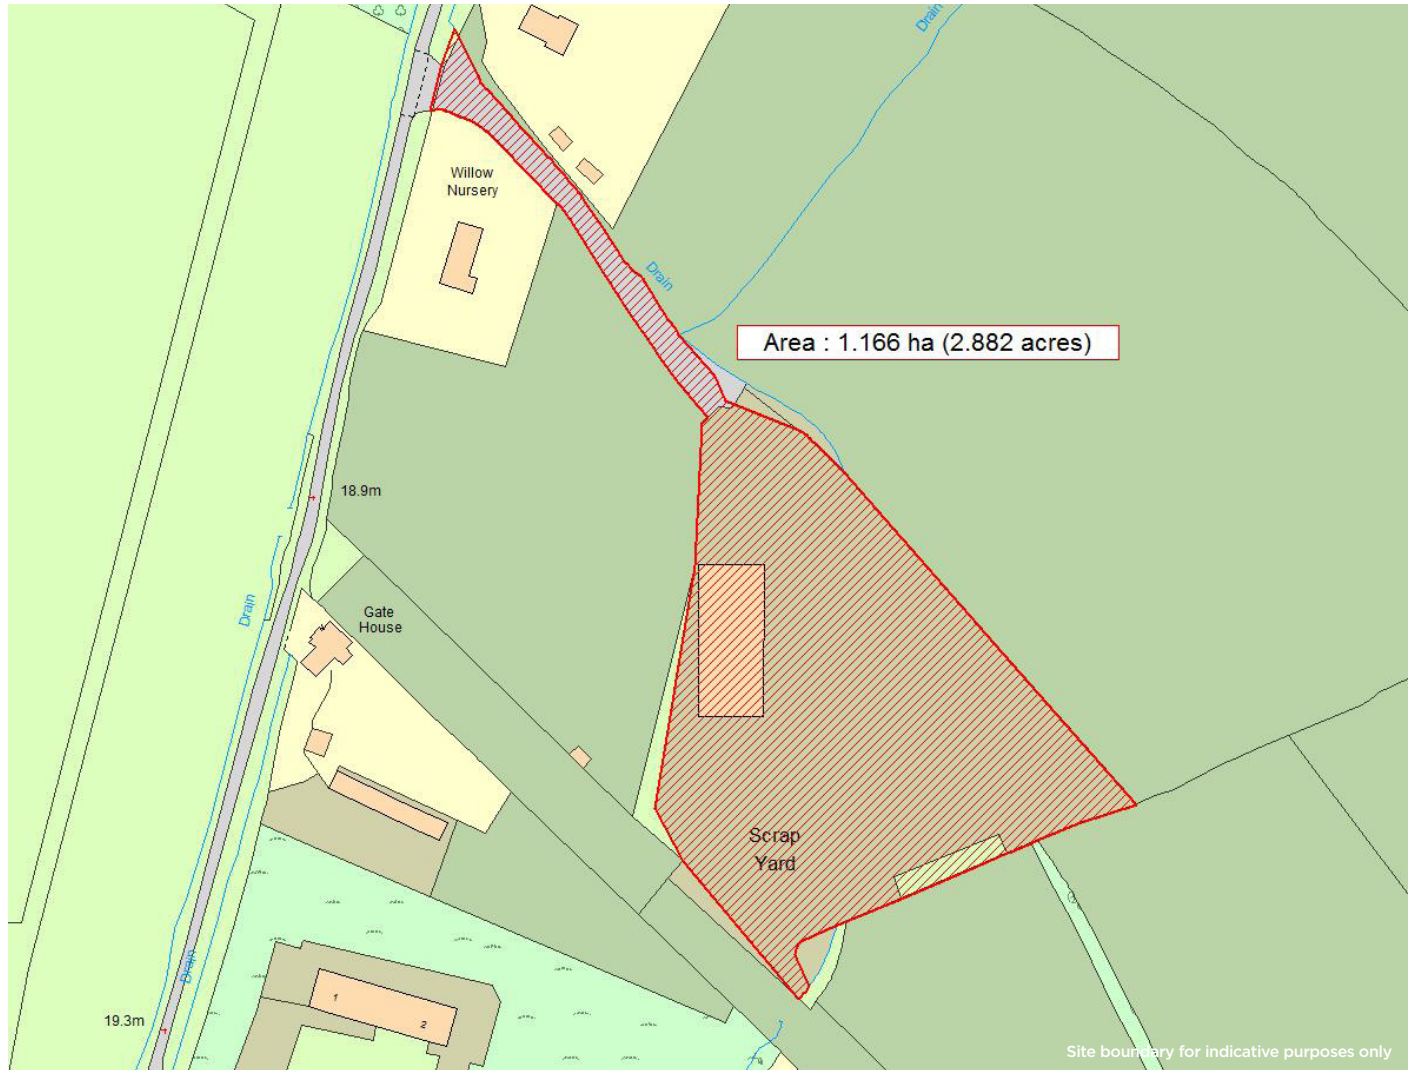 Drain
Willow
Nursery
Drain
Area : 1.166 ha (2.882 acres)
18.9m
Drain
Gate
House
Scrap
Yard
Drain
1
2
19.3m
Site boundary for indicative purposes only